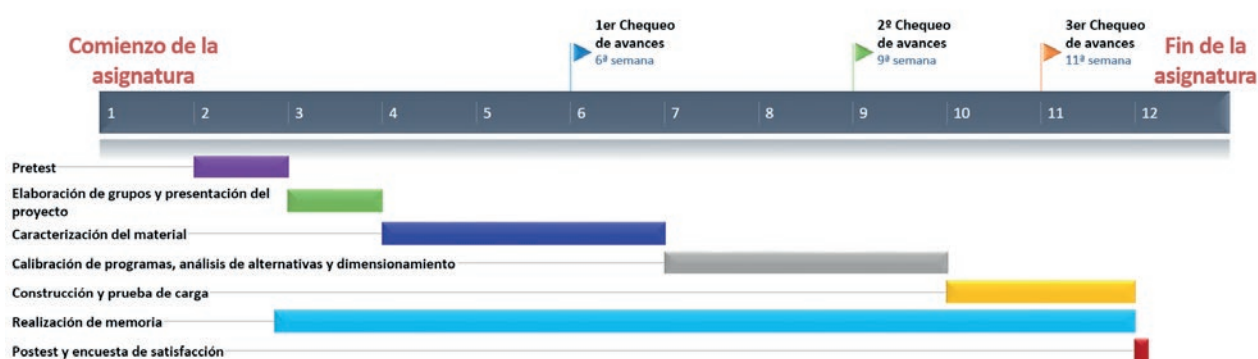 Comienzo de la
asignatura
1er Chequeo
de avances
6ª semana
2º Chequeo
de avances
9ª semana
3er Chequeo
de avances
11ª semana
Fin de la
asignatura
1 2 3 4 5 6 7 8 9 10 11 12
Pretest
Elaboración de grupos y presentación del
proyecto
Caracterización del material
Calibración de programas, análisis de alternativas y dimensionamiento
Construcción y prueba de carga
Realización de memoria
Postest y encuesta de satisfacción